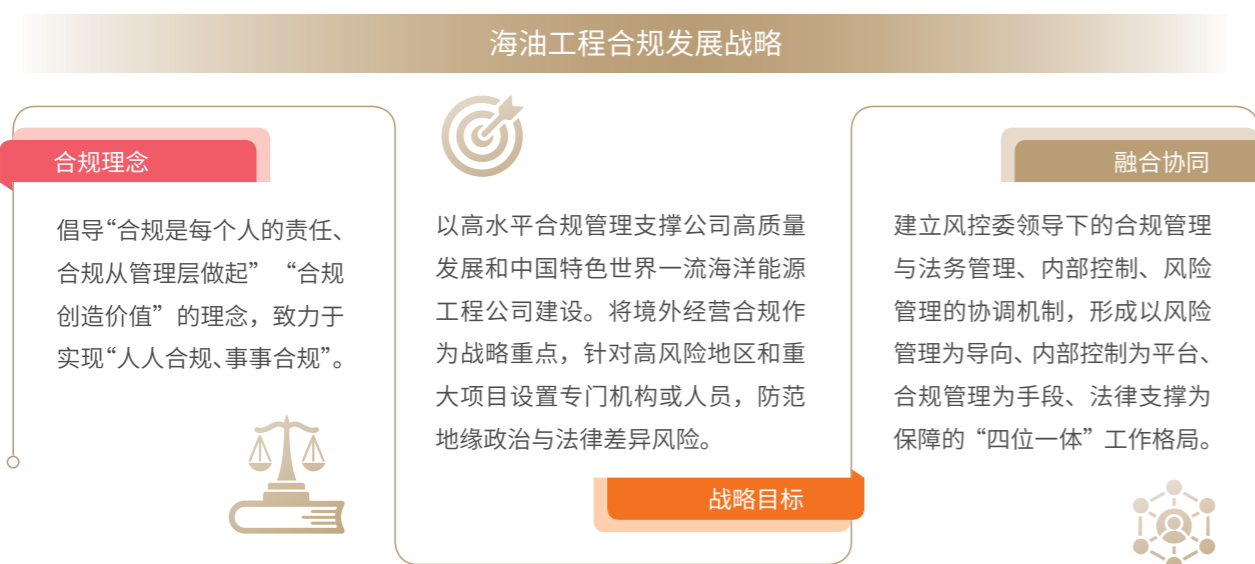 海油工程合规发展战略
合规理念
倡导“合规是每个人的责任、
合规从管理层做起”“合规
创造价值”的理念，致力于
实现“人人合规、事事合规”。
以高水平合规管理支撑公司高质量
发展和中国特色世界一流海洋能源
工程公司建设。将境外经营合规作
为战略重点，针对高风险地区和重
大项目设置专门机构或人员，防范
地缘政治与法律差异风险。
战略目标
融合协同
建立风控委领导下的合规管理
与法务管理、内部控制、风险
管理的协调机制，形成以风险
管理为导向、内部控制为平台、
合规管理为手段、法律支撑为
保障的“四位一体”工作格局。